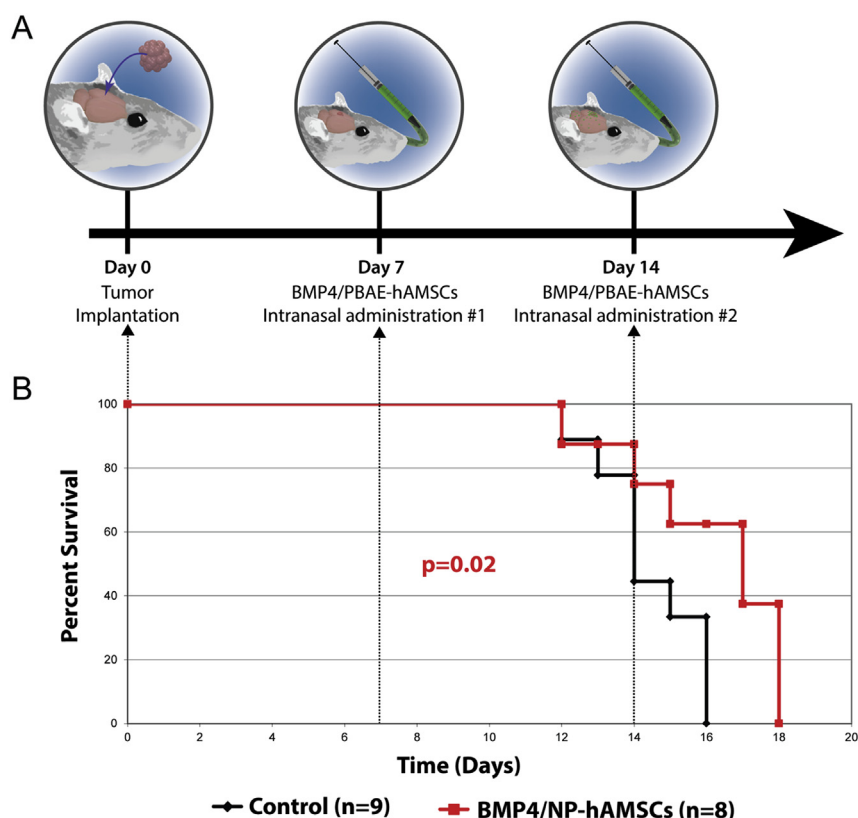 A
Day 0
Tumor
Implantation
Day 7
BMP4/PBAE-hAMSCs
Intranasal administration #1
Day 14
BMP4/PBAE-hAMSCs
Intranasal administration #2
B
Percent Survival
100
80
60
40
20
0
p=0.02
0 2 4 6 8 10 12 14 16 18 20
Time (Days)
Control (n=9) BMP4/NP-hAMSCs (n=8)